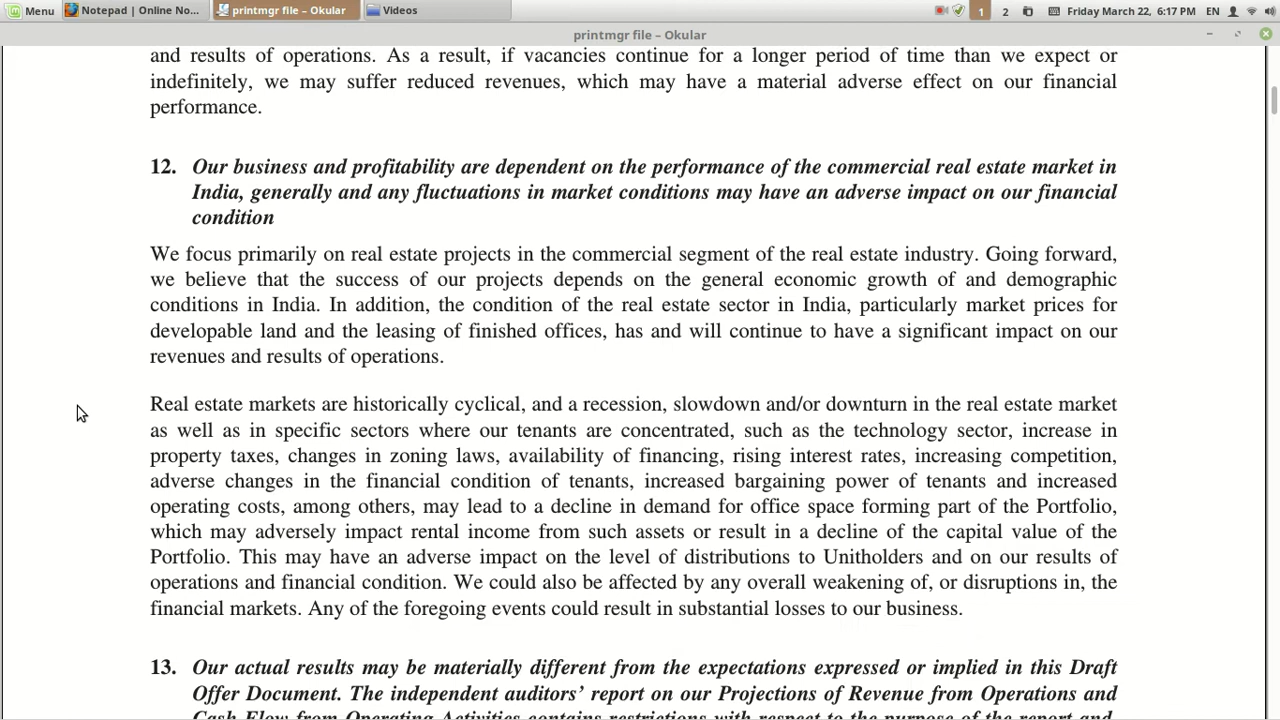 Menu
Notepad | Online No...
printmgr file – Okular
Videos
1
2
Friday March 22, 6:17 PM
EN
printmgr file – Okular
and results of operations. As a result, if vacancies continue for a longer period of time than we expect or
indefinitely, we may suffer reduced revenues, which may have a material adverse effect on our financial
performance.
12. Our business and profitability are dependent on the performance of the commercial real estate market in
India, generally and any fluctuations in market conditions may have an adverse impact on our financial
condition
We focus primarily on real estate projects in the commercial segment of the real estate industry. Going forward,
we believe that the success of our projects depends on the general economic growth of and demographic
conditions in India. In addition, the condition of the real estate sector in India, particularly market prices for
developable land and the leasing of finished offices, has and will continue to have a significant impact on our
revenues and results of operations.
Real estate markets are historically cyclical, and a recession, slowdown and/or downturn in the real estate market
as well as in specific sectors where our tenants are concentrated, such as the technology sector, increase in
property taxes, changes in zoning laws, availability of financing, rising interest rates, increasing competition,
adverse changes in the financial condition of tenants, increased bargaining power of tenants and increased
operating costs, among others, may lead to a decline in demand for office space forming part of the Portfolio,
which may adversely impact rental income from such assets or result in a decline of the capital value of the
Portfolio. This may have an adverse impact on the level of distributions to Unitholders and on our results of
operations and financial condition. We could also be affected by any overall weakening of, or disruptions in, the
financial markets. Any of the foregoing events could result in substantial losses to our business.
13. Our actual results may be materially different from the expectations expressed or implied in this Draft
Offer Document. The independent auditors' report on our Projections of Revenue from Operations and
Cash Flow from Operating Activities contains restrictions with respect to the purpose of the report and,